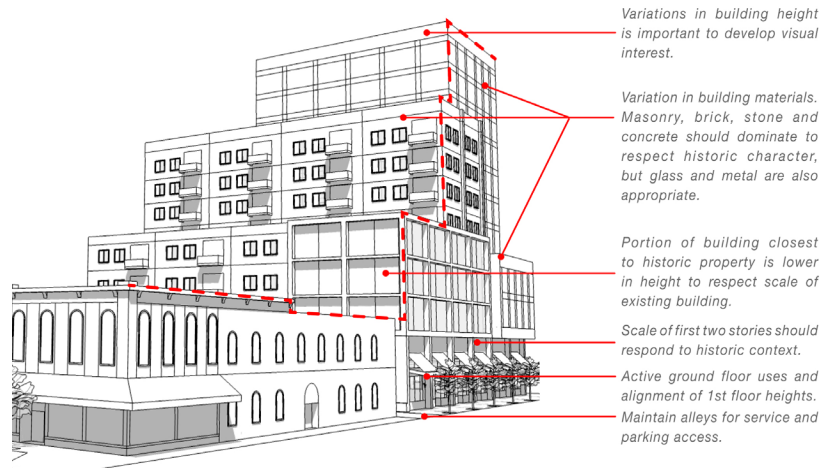 Variations in building height
is important to develop visual
interest.
Variation in building materials.
Masonry, brick, stone and
concrete should dominate to
respect historic character,
but glass and metal are also
appropriate.
Portion of building closest
to historic property is lower
in height to respect scale of
existing building.
Scale of first two stories should
respond to historic context.
Active ground floor uses and
alignment of 1st floor heights.
Maintain alleys for service and
parking access.